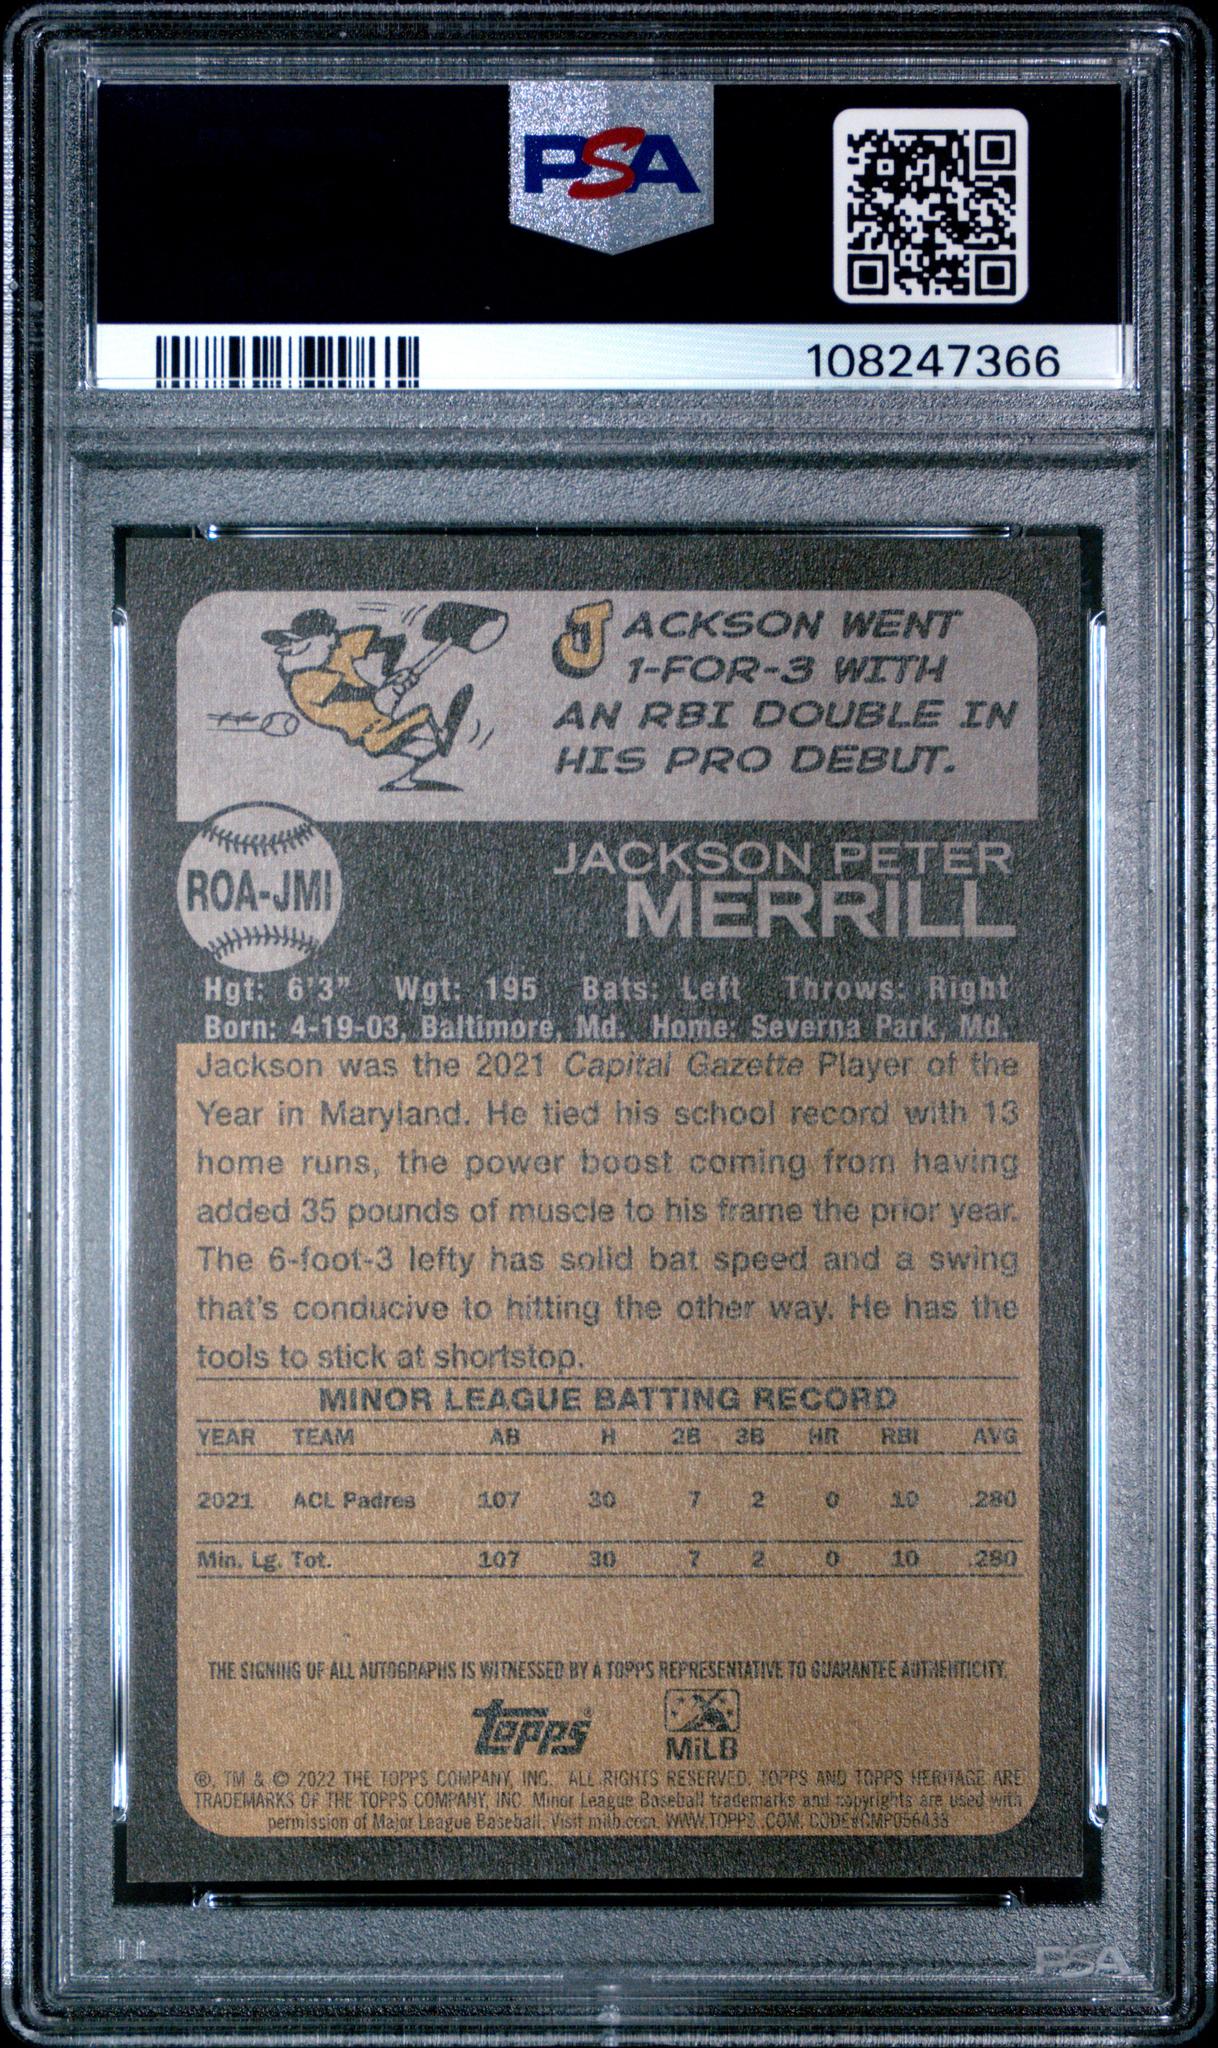 PSA
108247366
JACKSON WENT
1-FOR-3 WITH
AN RBI DOUBLE IN
HIS PRO DEBUT.
ROA-JMI
JACKSON PETER
MERRILL
Hgt: 6'3" Wgt: 195 Bats: Left Throws: Right
Born: 4-19-03, Baltimore, Md. Home: Severna Park, Md.
Jackson was the 2021 Capital Gazette Player of the
Year in Maryland. He tied his school record with 13
home runs, the power boost coming from having
added 35 pounds of muscle to his frame the prior year.
The 6-foot-3 lefty has solid bat speed and a swing
that's conducive to hitting the other way. He has the
tools to stick at shortstop.
MINOR LEAGUE BATTING RECORD
YEAR TEAM AB H 2B 3B HR RBI AVG
2021 ACL Padres 107 30 7 2 0 10 .280
Min. Lg. Tot. 107 30 7 2 0 10 .280
THE SIGNING OF ALL AUTOGRAPHS IS WITNESSED BY A TOPPS REPRESENTATIVE TO GUARANTEE AUTHENTICITY.
topps®
MiLB
®, TM & © 2022 THE TOPPS COMPANY, INC. ALL RIGHTS RESERVED. TOPPS AND TOPPS HERITAGE ARE
TRADEMARKS OF THE TOPPS COMPANY, INC. Minor League Baseball trademarks and copyrights are used with
permission of Major League Baseball. Visit milb.com. WWW.TOPPS.COM. CODE#CMP056433
PSA